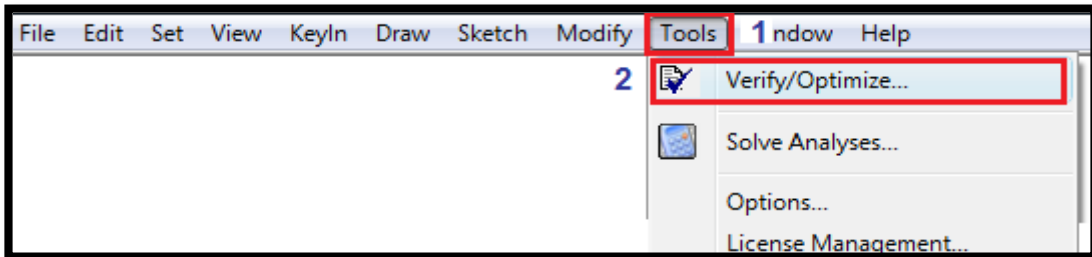 File Edit Set View KeyIn Draw Sketch Modify Tools 1 ndow Help
2 Verify/Optimize...
Solve Analyses...
Options...
License Management...